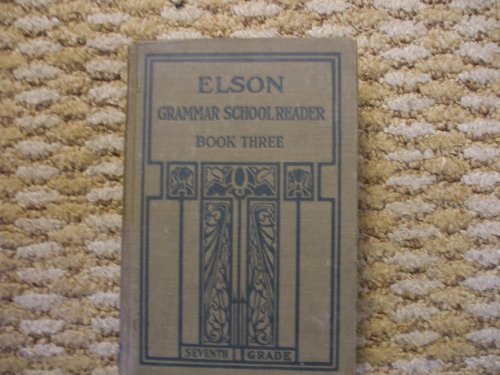 ELSON
GRAMMAR SCHOOL READER
BOOK THREE
SEVENTH GRADE